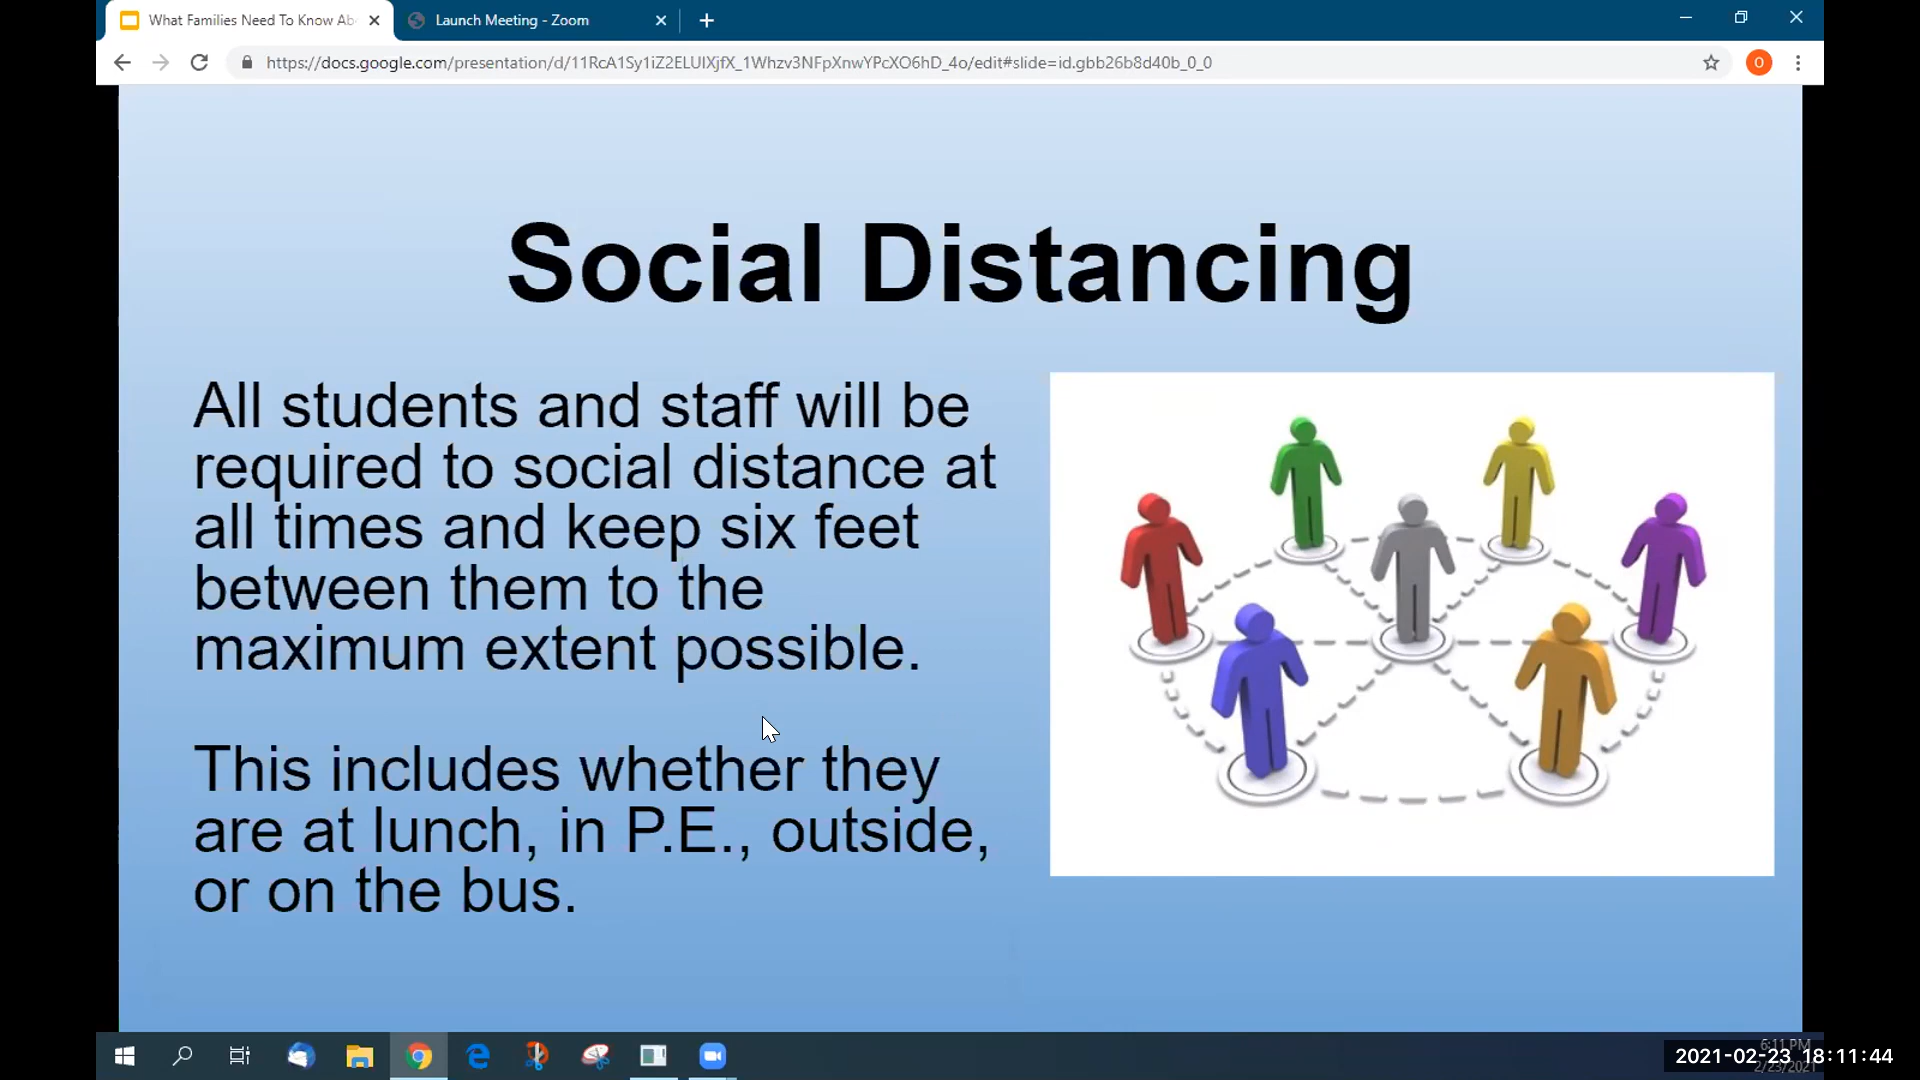 What Families Need To Know Ab
Launch Meeting - Zoom
https://docs.google.com/presentation/d/11RcA1Sy1iZ2ELUIXjfX_1Whzv3NFpXnwYPcXO6hD_4o/edit#slide=id.gbb26b8d40b_0_0
O
Social Distancing
All students and staff will be
required to social distance at
all times and keep six feet
between them to the
maximum extent possible.
This includes whether they
are at lunch, in P.E., outside,
or on the bus.
6:11 PM
2021-02-23 18:11:44